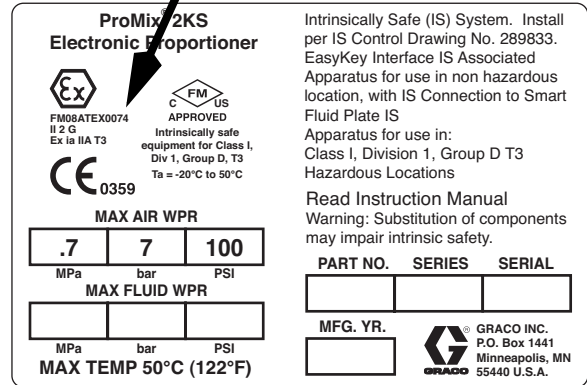 ProMix® 2KS
Electronic Proportioner
Ex
FM08ATEX0074
II 2 G
Ex ia IIA T3
CE 0359
FM
C US
APPROVED
Intrinsically safe
equipment for Class I,
Div 1, Group D, T3
Ta = -20°C to 50°C
MAX AIR WPR
.7 7 100
MPa bar PSI
MAX FLUID WPR
MPa bar PSI
MAX TEMP 50°C (122°F)
Intrinsically Safe (IS) System. Install
per IS Control Drawing No. 289833.
EasyKey Interface IS Associated
Apparatus for use in non hazardous
location, with IS Connection to Smart
Fluid Plate IS
Apparatus for use in:
Class I, Division 1, Group D T3
Hazardous Locations
Read Instruction Manual
Warning: Substitution of components
may impair intrinsic safety.
PART NO. SERIES SERIAL
MFG. YR.
GRACO
®
GRACO INC.
P.O. Box 1441
Minneapolis, MN
55440 U.S.A.